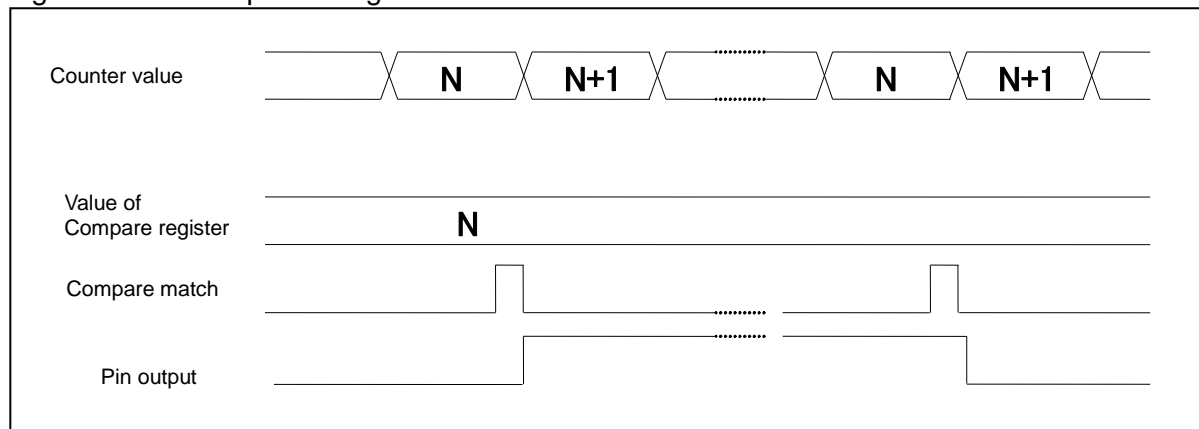 Counter value
N
N+1
N
N+1
Value of
Compare register
N
Compare match
Pin output